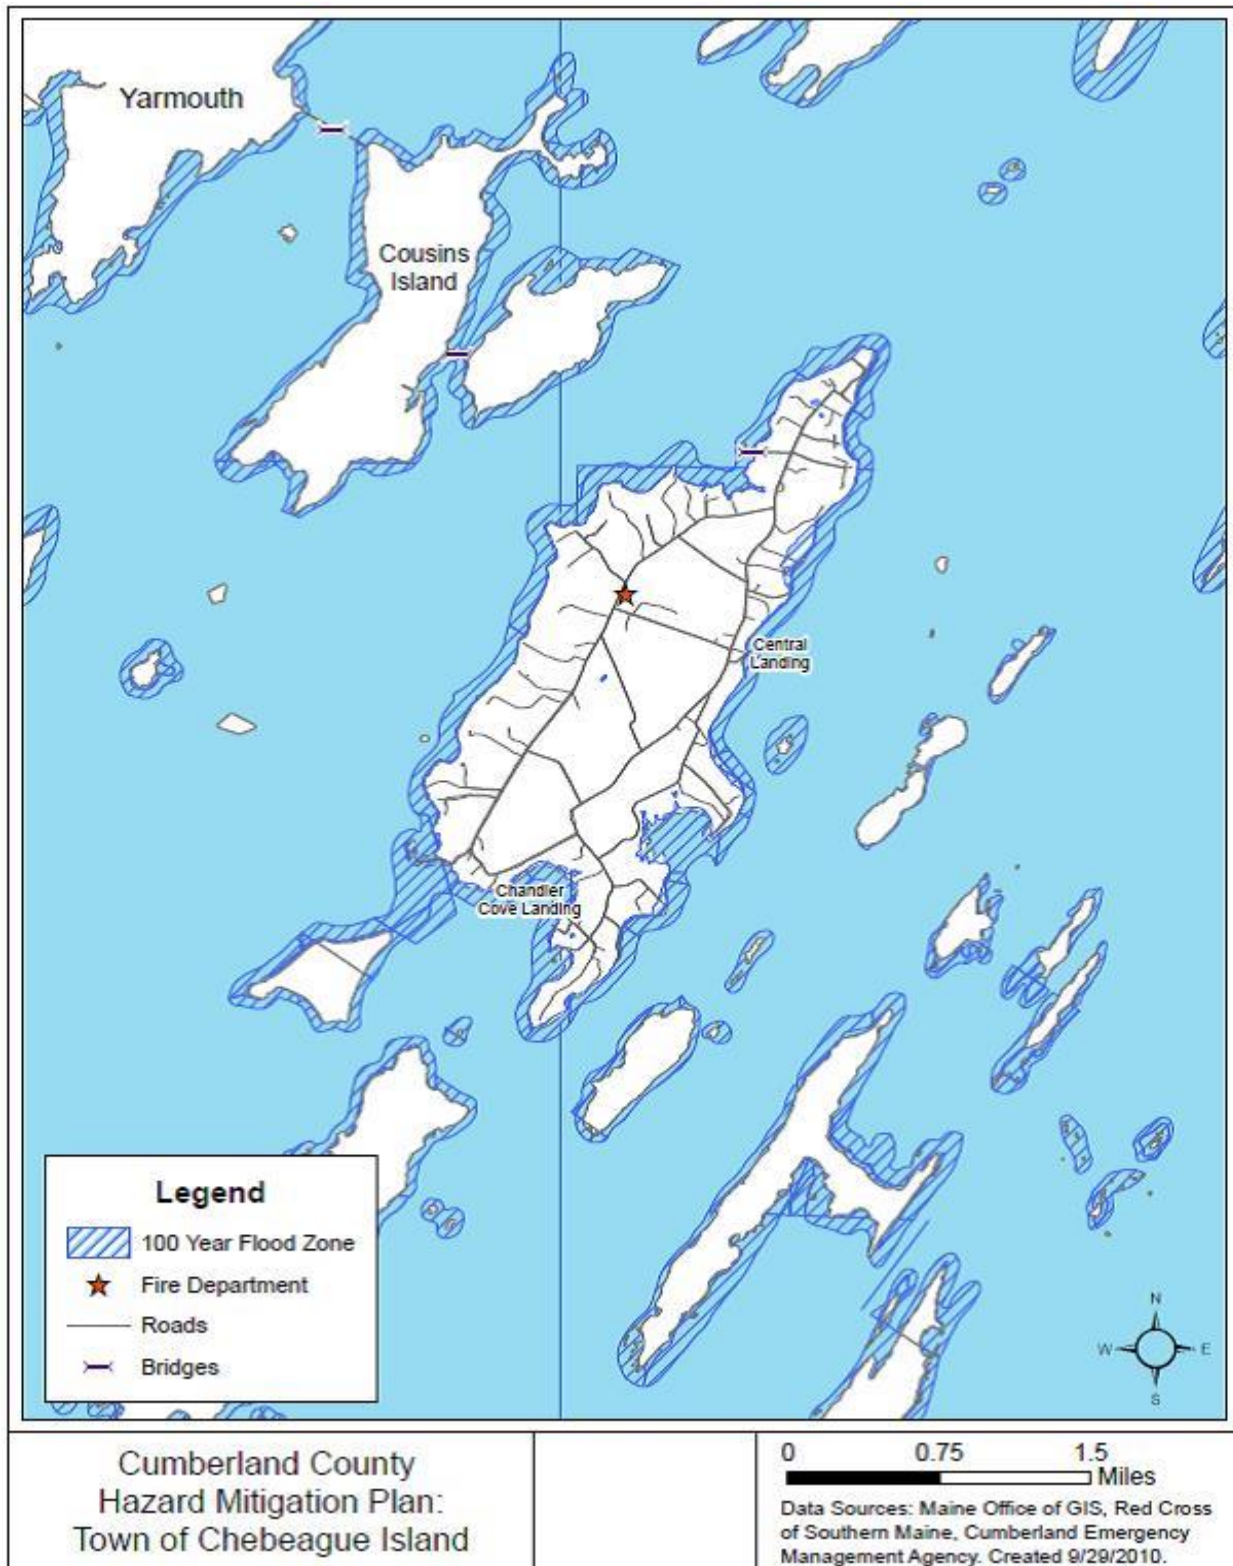 Yarmouth
Cousins
Island
Central
Landing
Chandler
Cove Landing
Legend
100 Year Flood Zone
Fire Department
Roads
Bridges
N
W E
S
Cumberland County
Hazard Mitigation Plan:
Town of Chebeague Island
0 0.75 1.5
Miles
Data Sources: Maine Office of GIS, Red Cross
of Southern Maine, Cumberland Emergency
Management Agency. Created 9/29/2010.